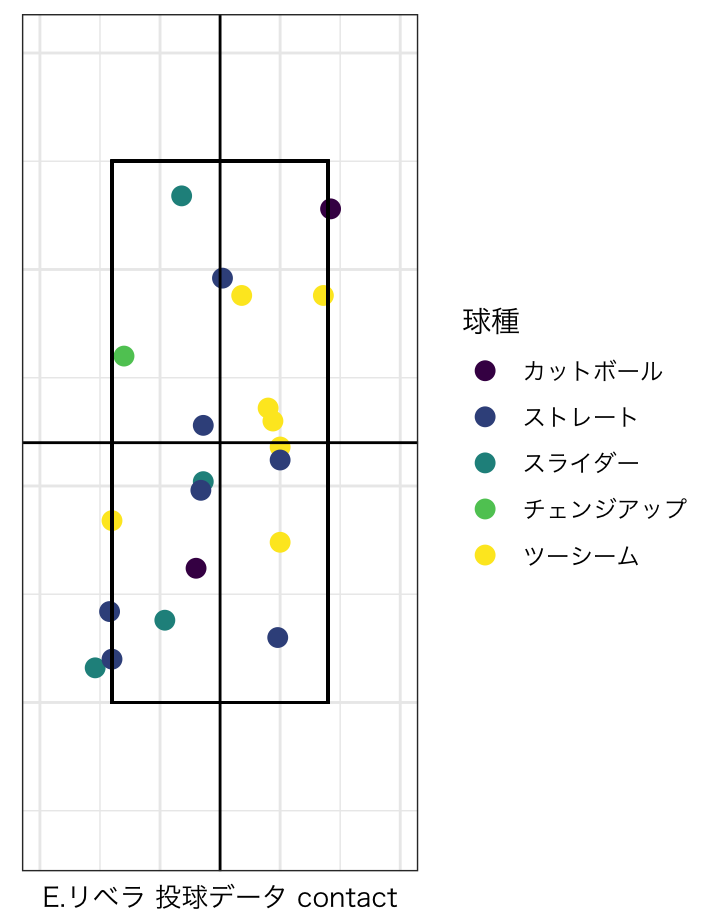 球種
カットボール
ストレート
スライダー
チェンジアップ
ツーシーム
E.リベラ 投球データ contact